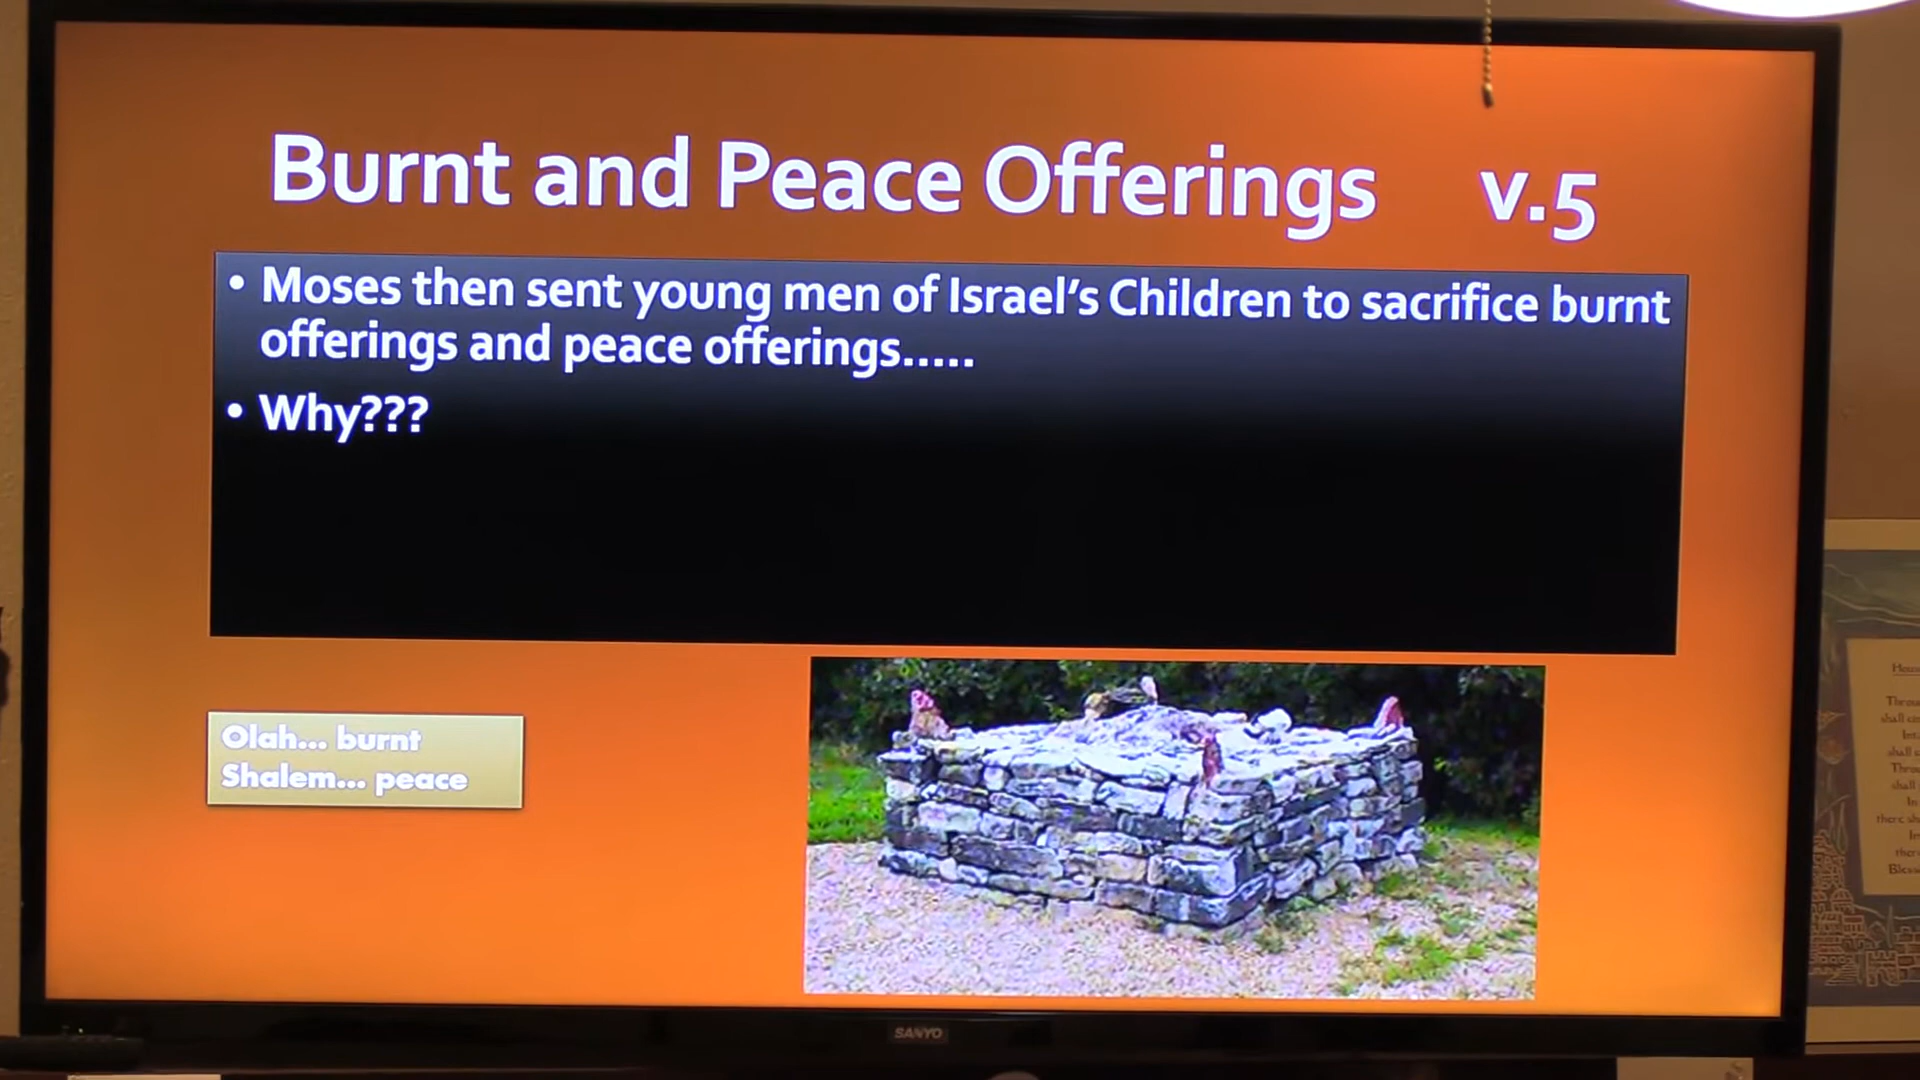 Burnt and Peace Offerings v.5
• Moses then sent young men of Israel's Children to sacrifice burnt
offerings and peace offerings.....
• Why???
Olah... burnt
Shalem... peace
SANYO